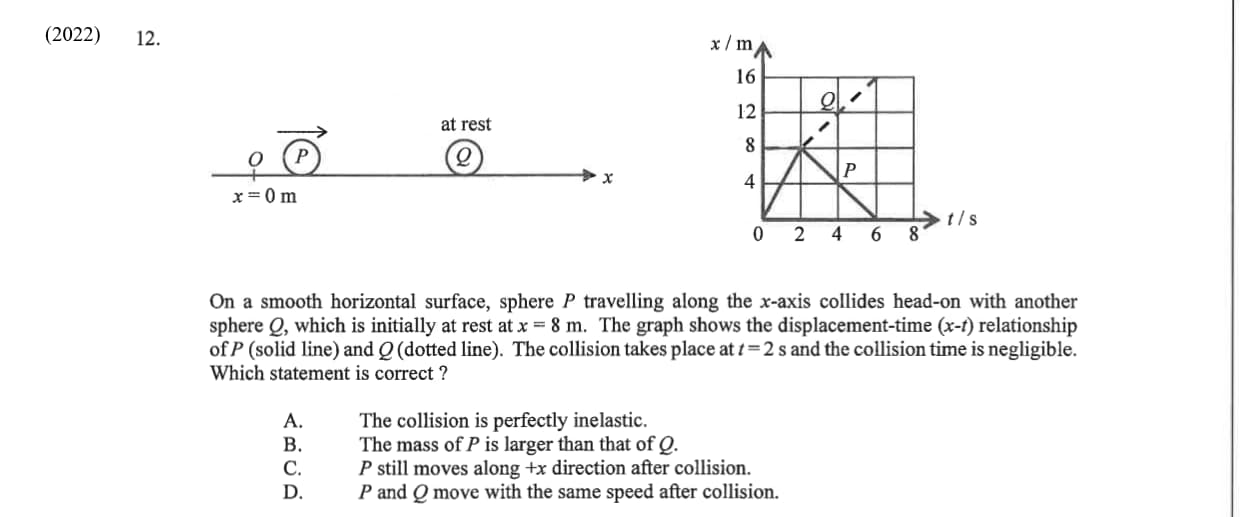 (2022) 12.
O P
at rest
Q
x
x = 0 m
x / m
16
12
8
4
Q
P
0 2 4 6 8
t / s
On a smooth horizontal surface, sphere P travelling along the x-axis collides head-on with another
sphere Q, which is initially at rest at x = 8 m. The graph shows the displacement-time (x-t) relationship
of P (solid line) and Q (dotted line). The collision takes place at t = 2 s and the collision time is negligible.
Which statement is correct ?
A. The collision is perfectly inelastic.
B. The mass of P is larger than that of Q.
C. P still moves along +x direction after collision.
D. P and Q move with the same speed after collision.